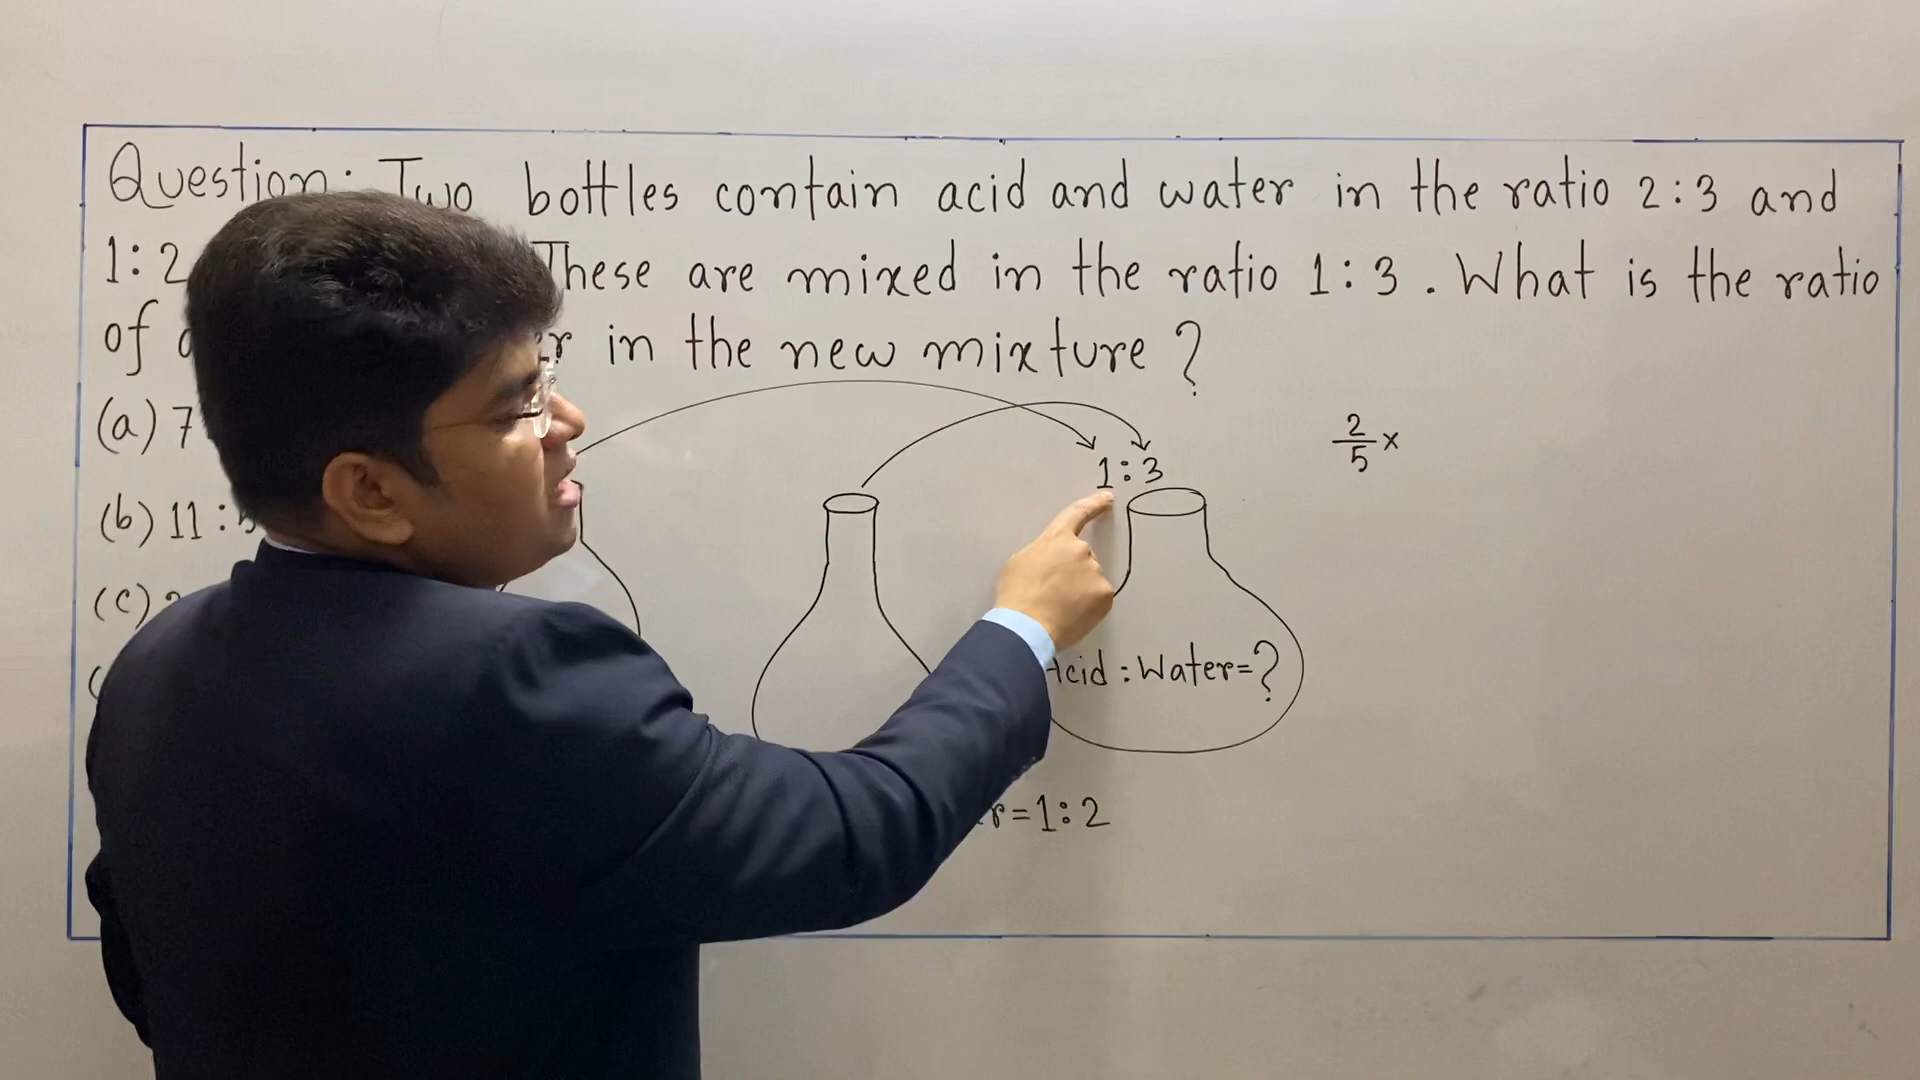 Question: Two bottles contain acid and water in the ratio 2:3 and
1:2 These are mixed in the ratio 1:3. What is the ratio
of in the new mixture?
(a) 7
(b) 11:
(c)
1:3
2/5 ×
Acid : Water=?
=1:2